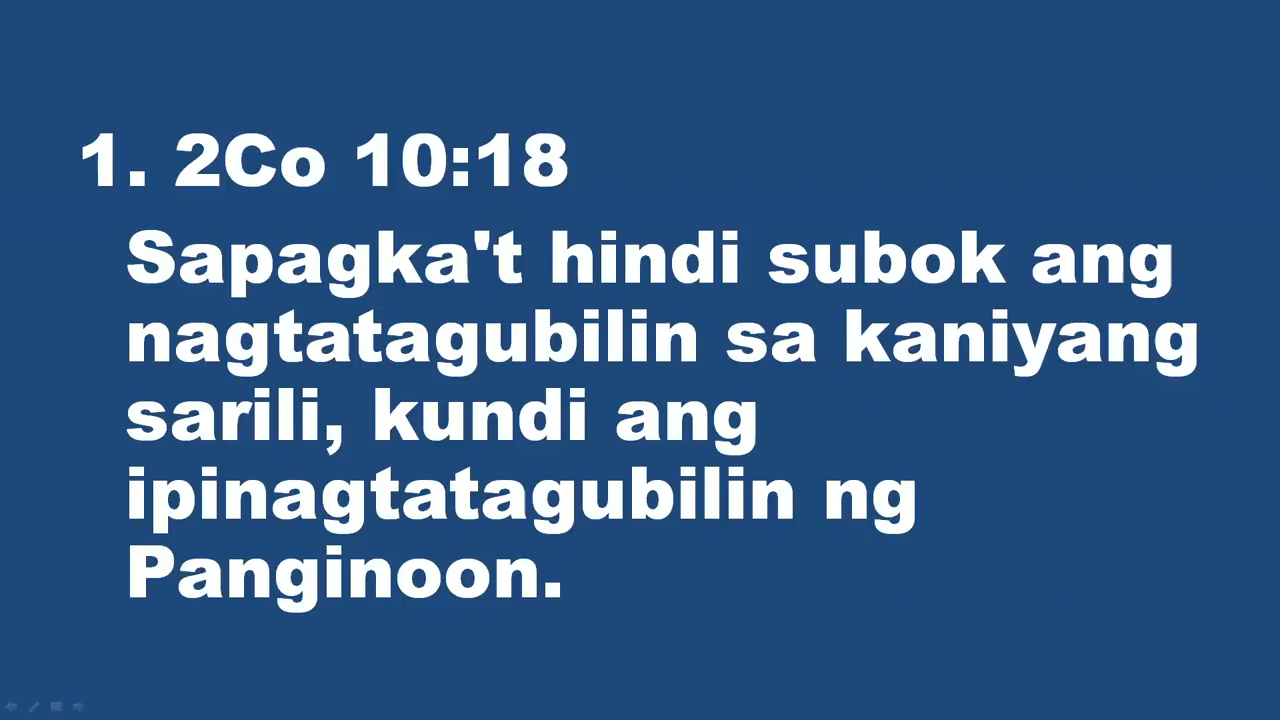 1. 2Co 10:18
Sapagka't hindi subok ang
nagtatagubilin sa kaniyang
sarili, kundi ang
ipinagtatagubilin ng
Panginoon.